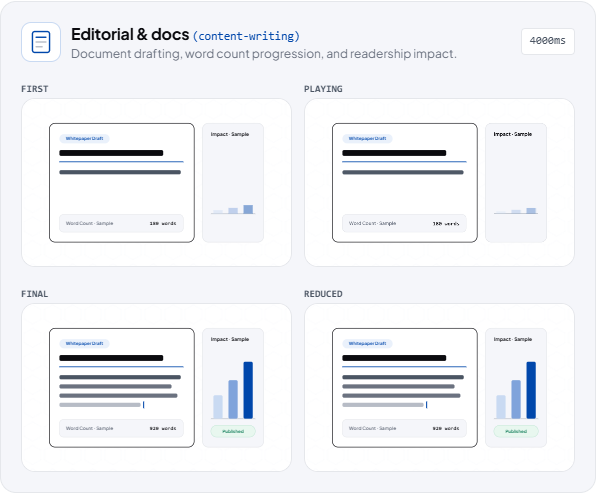 Editorial & docs (content-writing)
Document drafting, word count progression, and readership impact.
4000ms
FIRST
Whitepaper Draft
Word Count · Sample
180 words
Impact · Sample
PLAYING
Whitepaper Draft
Word Count · Sample
180 words
Impact · Sample
FINAL
Whitepaper Draft
Word Count · Sample
920 words
Impact · Sample
Published
REDUCED
Whitepaper Draft
Word Count · Sample
920 words
Impact · Sample
Published